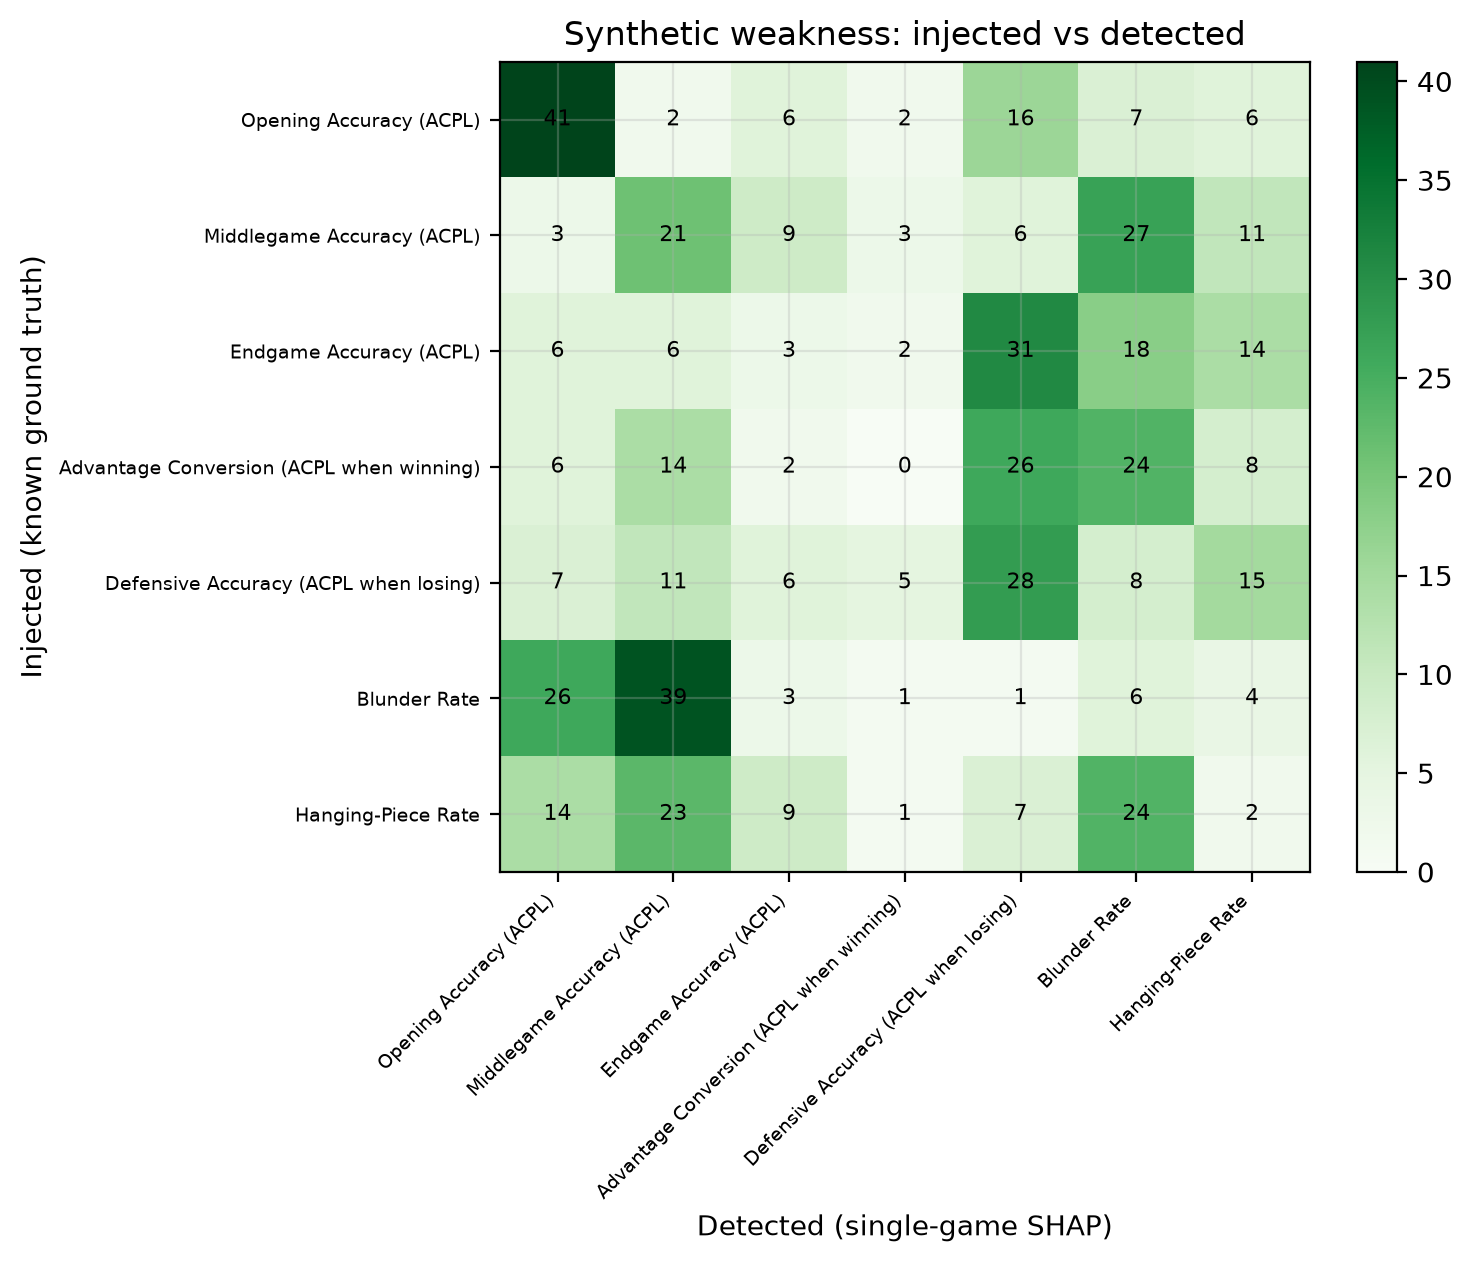 Synthetic weakness: injected vs detected
Injected (known ground truth)
Opening Accuracy (ACPL) 41 2 6 2 16 7 6
Middlegame Accuracy (ACPL) 3 21 9 3 6 27 11
Endgame Accuracy (ACPL) 6 6 3 2 31 18 14
Advantage Conversion (ACPL when winning) 6 14 2 0 26 24 8
Defensive Accuracy (ACPL when losing) 7 11 6 5 28 8 15
Blunder Rate 26 39 3 1 1 6 4
Hanging-Piece Rate 14 23 9 1 7 24 2
Opening Accuracy (ACPL)
Middlegame Accuracy (ACPL)
Endgame Accuracy (ACPL)
Advantage Conversion (ACPL when winning)
Defensive Accuracy (ACPL when losing)
Blunder Rate
Hanging-Piece Rate
Detected (single-game SHAP)
40
35
30
25
20
15
10
5
0